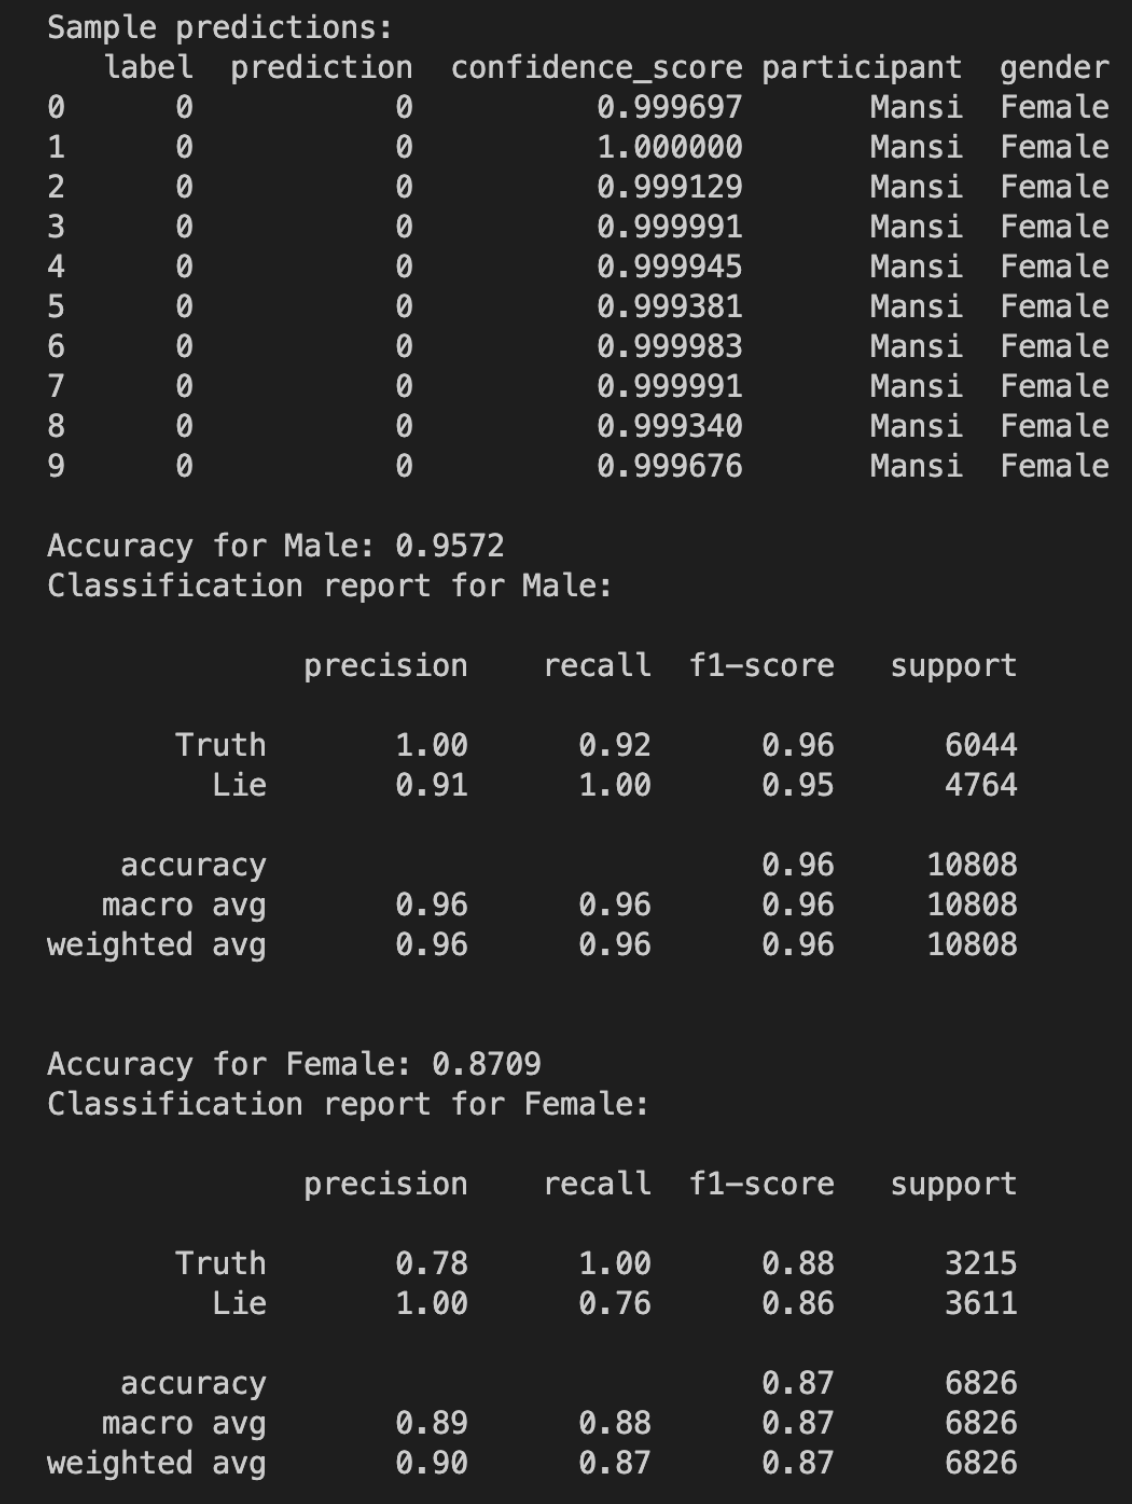 Sample predictions:
   label  prediction  confidence_score participant  gender
0      0           0          0.999697       Mansi  Female
1      0           0          1.000000       Mansi  Female
2      0           0          0.999129       Mansi  Female
3      0           0          0.999991       Mansi  Female
4      0           0          0.999945       Mansi  Female
5      0           0          0.999381       Mansi  Female
6      0           0          0.999983       Mansi  Female
7      0           0          0.999991       Mansi  Female
8      0           0          0.999340       Mansi  Female
9      0           0          0.999676       Mansi  Female
Accuracy for Male: 0.9572
Classification report for Male:
              precision    recall  f1-score   support
       Truth       1.00      0.92      0.96      6044
         Lie       0.91      1.00      0.95      4764
    accuracy                           0.96     10808
   macro avg       0.96      0.96      0.96     10808
weighted avg       0.96      0.96      0.96     10808
Accuracy for Female: 0.8709
Classification report for Female:
              precision    recall  f1-score   support
       Truth       0.78      1.00      0.88      3215
         Lie       1.00      0.76      0.86      3611
    accuracy                           0.87      6826
   macro avg       0.89      0.88      0.87      6826
weighted avg       0.90      0.87      0.87      6826